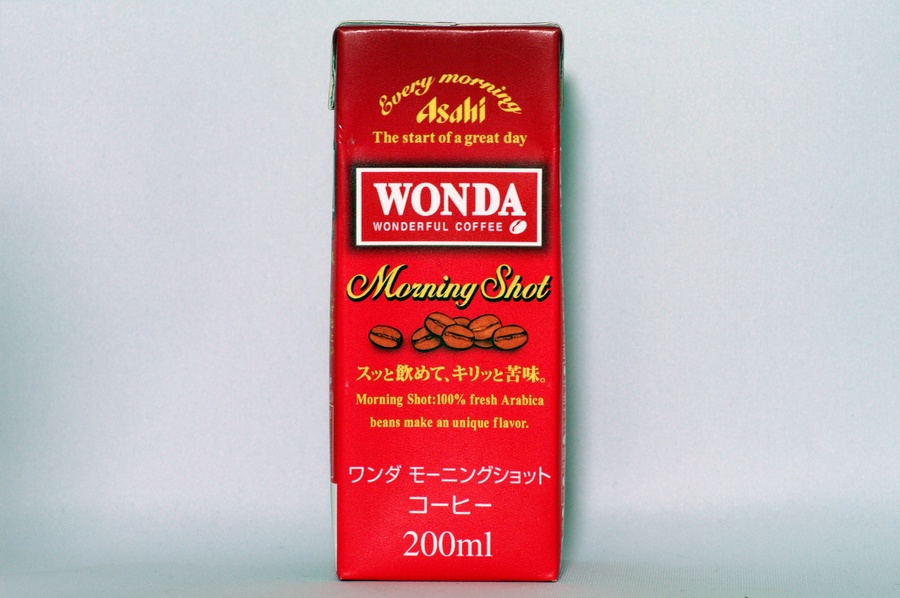 Every morning
Asahi
The start of a great day
WONDA
WONDERFUL COFFEE
Morning Shot
スッと飲めて、キリッと苦味。
Morning Shot:100% fresh Arabica
beans make an unique flavor.
ワンダ モーニングショット
コーヒー
200ml